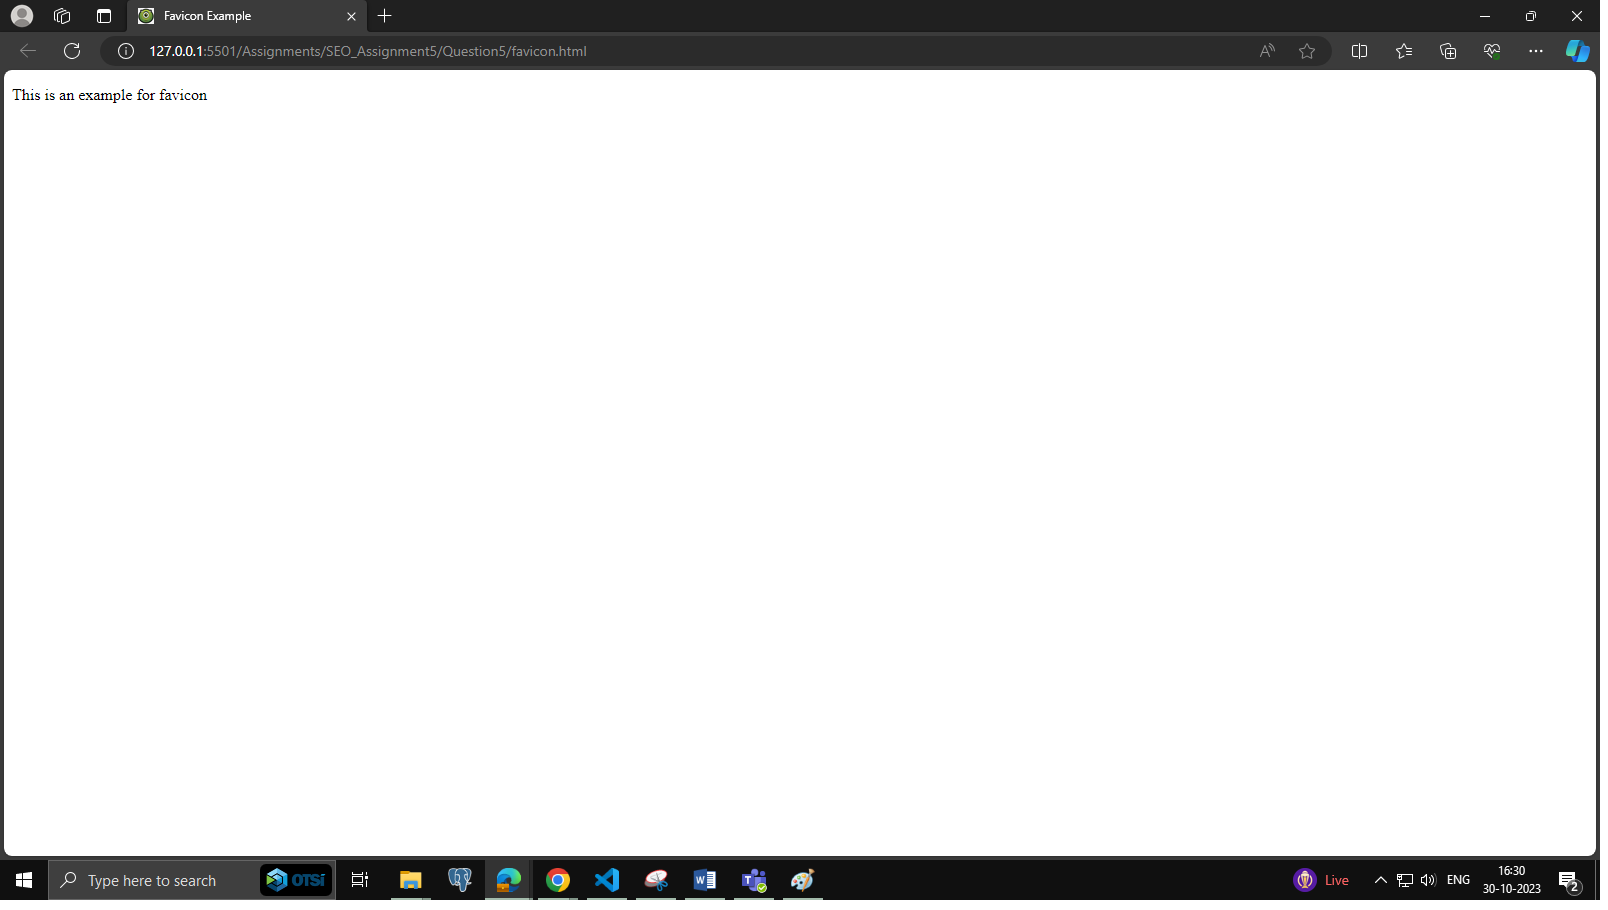 Favicon Example
127.0.0.1:5501/Assignments/SEO_Assignment5/Question5/favicon.html
This is an example for favicon
Type here to search
OTSi
Live
ENG
16:30
30-10-2023
2